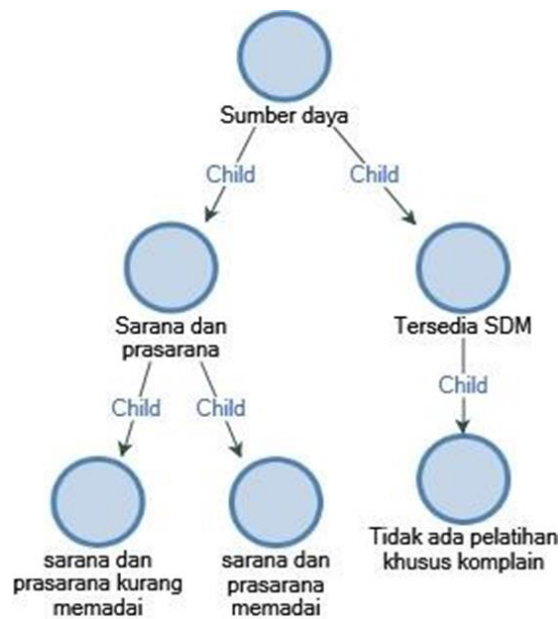 Sumber daya
Child
Child
Sarana dan
prasarana
Tersedia SDM
Child
Child
Child
sarana dan
prasarana kurang
memadai
sarana dan
prasarana
memadai
Tidak ada pelatihan
khusus komplain